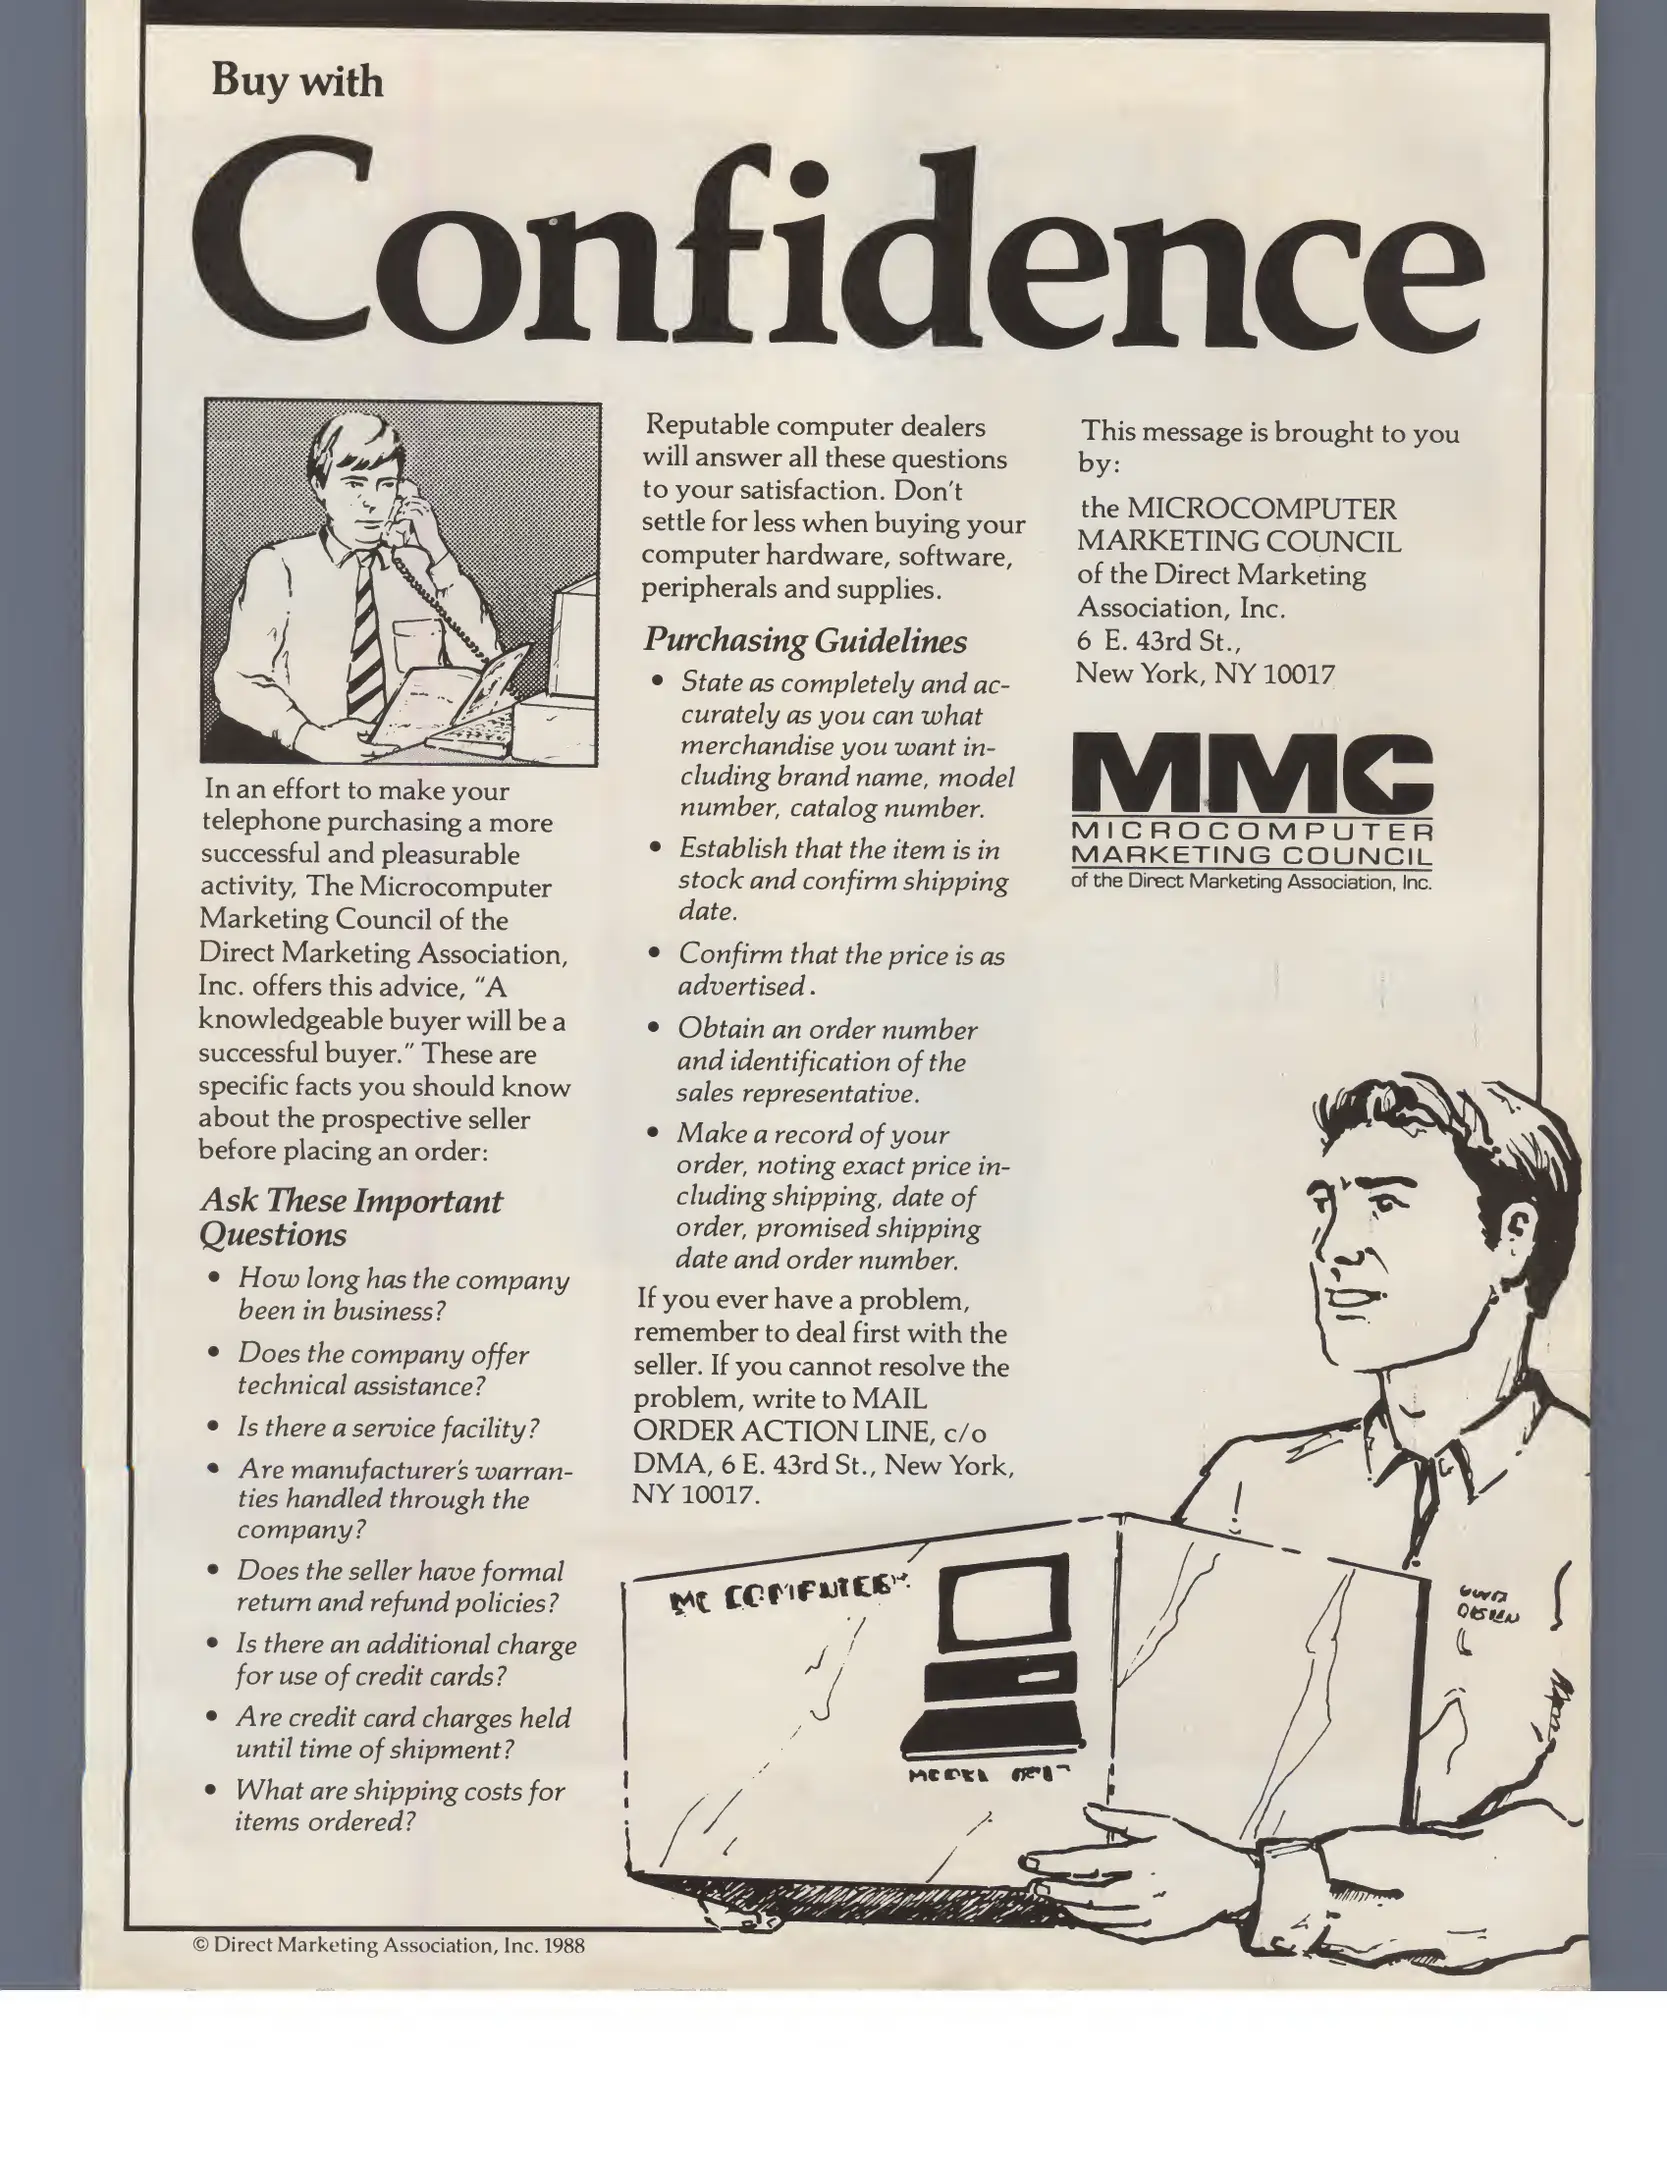 Buy with
Confidence
In an effort to make your
telephone purchasing a more
successful and pleasurable
activity, The Microcomputer
Marketing Council of the
Direct Marketing Association,
Inc. offers this advice, "A
knowledgeable buyer will be a
successful buyer." These are
specific facts you should know
about the prospective seller
before placing an order:
Ask These Important
Questions
• How long has the company
been in business?
• Does the company offer
technical assistance?
• Is there a service facility?
• Are manufacturer's warran-
ties handled through the
company?
• Does the seller have formal
return and refund policies?
• Is there an additional charge
for use of credit cards?
• Are credit card charges held
until time of shipment?
• What are shipping costs for
items ordered?
Reputable computer dealers
will answer all these questions
to your satisfaction. Don't
settle for less when buying your
computer hardware, software,
peripherals and supplies.
Purchasing Guidelines
• State as completely and ac-
curately as you can what
merchandise you want in-
cluding brand name, model
number, catalog number.
• Establish that the item is in
stock and confirm shipping
date.
• Confirm that the price is as
advertised.
• Obtain an order number
and identification of the
sales representative.
• Make a record of your
order, noting exact price in-
cluding shipping, date of
order, promised shipping
date and order number.
If you ever have a problem,
remember to deal first with the
seller. If you cannot resolve the
problem, write to MAIL
ORDER ACTION LINE, c/o
DMA, 6 E. 43rd St., New York,
NY 10017.
This message is brought to you
by:
the MICROCOMPUTER
MARKETING COUNCIL
of the Direct Marketing
Association, Inc.
6 E. 43rd St.,
New York, NY 10017
MMC
MICROCOMPUTER
MARKETING COUNCIL
of the Direct Marketing Association, Inc.
MC COMPUTER
MODEL
© Direct Marketing Association, Inc. 1988